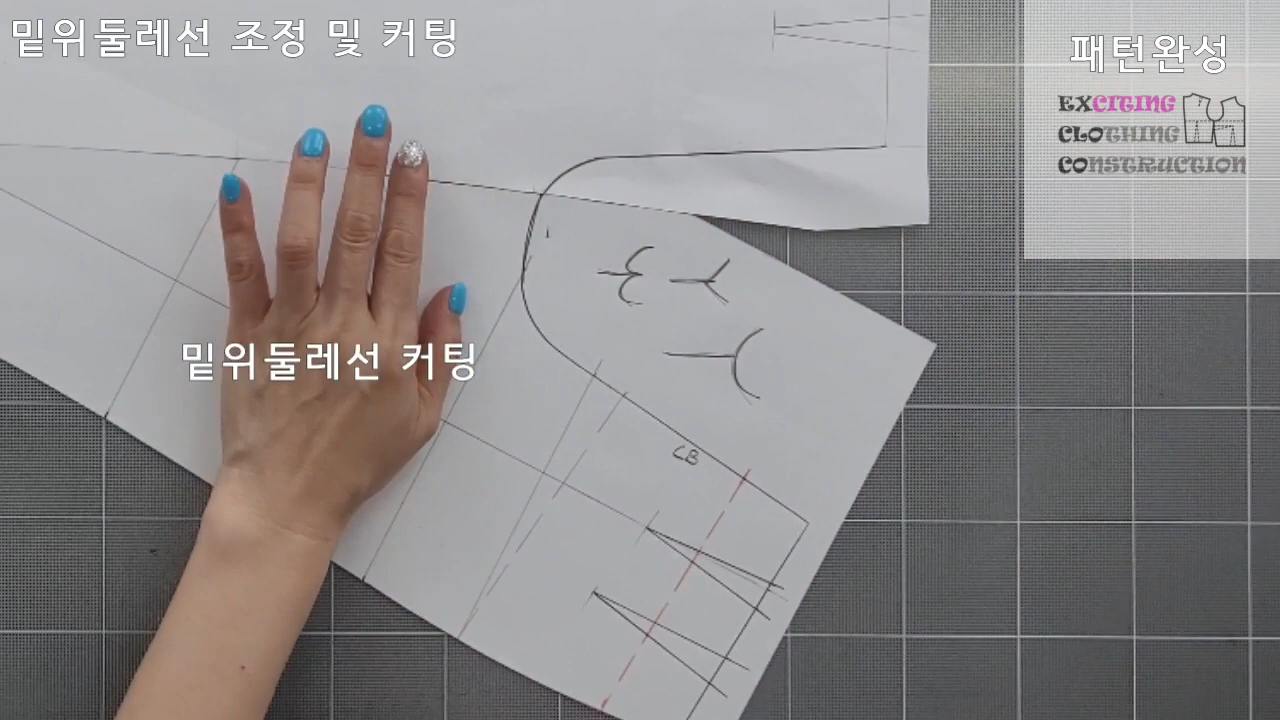 밑위둘레선 조정 및 커팅
패턴완성
EXCITING
CLOTHING
CONSTRUCTION
밑위둘레선 커팅
CB